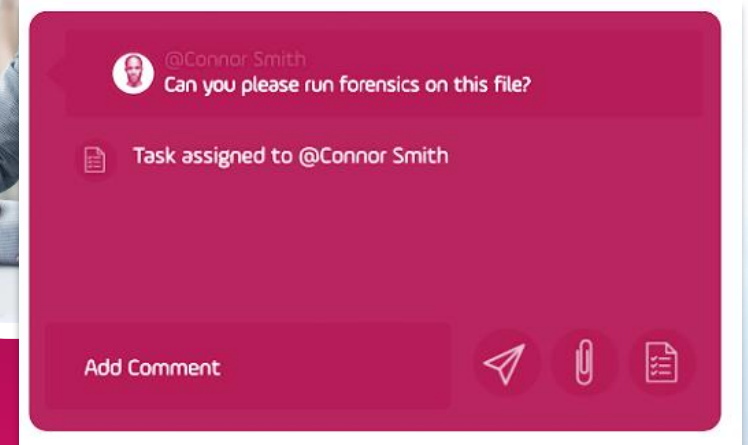 @Connor Smith
Can you please run forensics on this file?
Task assigned to @Connor Smith
Add Comment